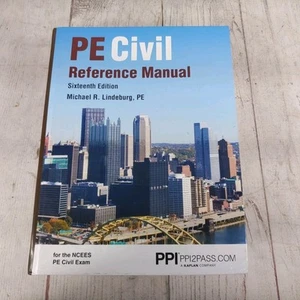 PE Civil
Reference Manual
Sixteenth Edition
Michael R. Lindeburg, PE
for the NCEES
PE Civil Exam
PPI PPI2PASS.COM
A KAPLAN COMPANY